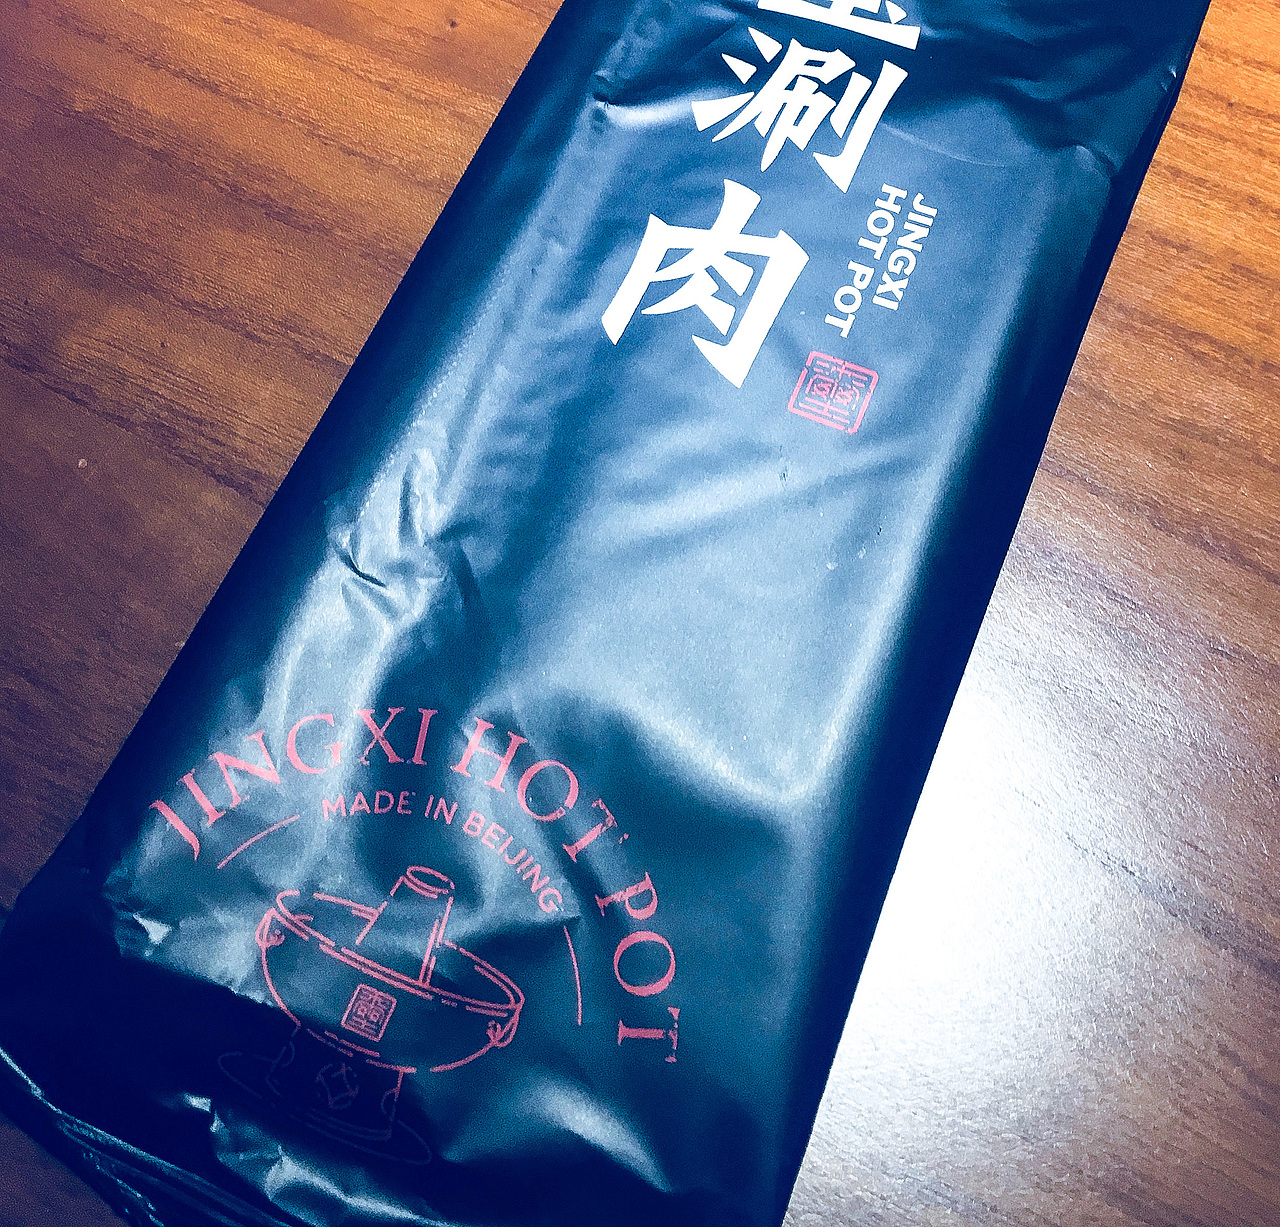 涮肉
JINGXI
HOT POT
JINGXI HOT POT
MADE IN BEIJING